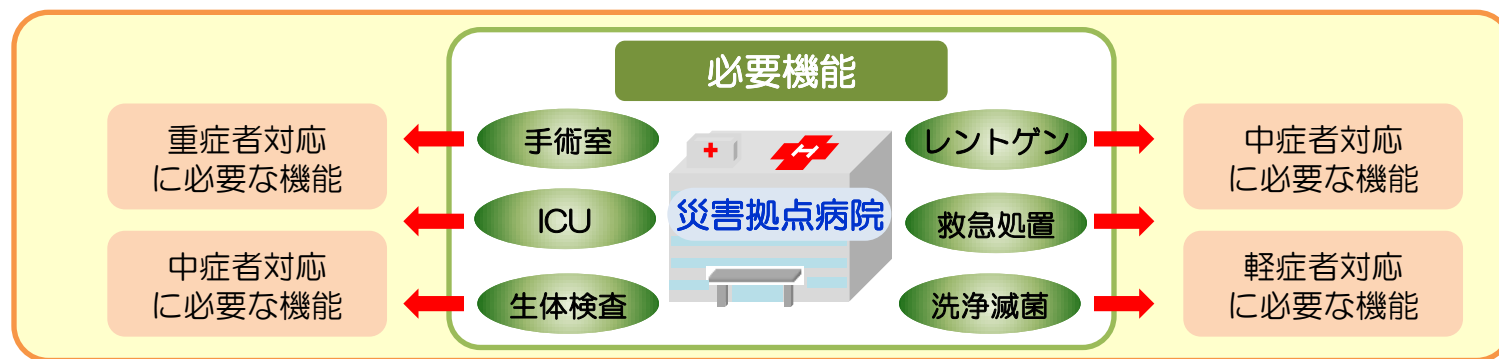 必要機能
重症者対応
に必要な機能
中症者対応
に必要な機能
手術室
ICU
生体検査
災害拠点病院
H
レントゲン
救急処置
洗浄滅菌
中症者対応
に必要な機能
軽症者対応
に必要な機能